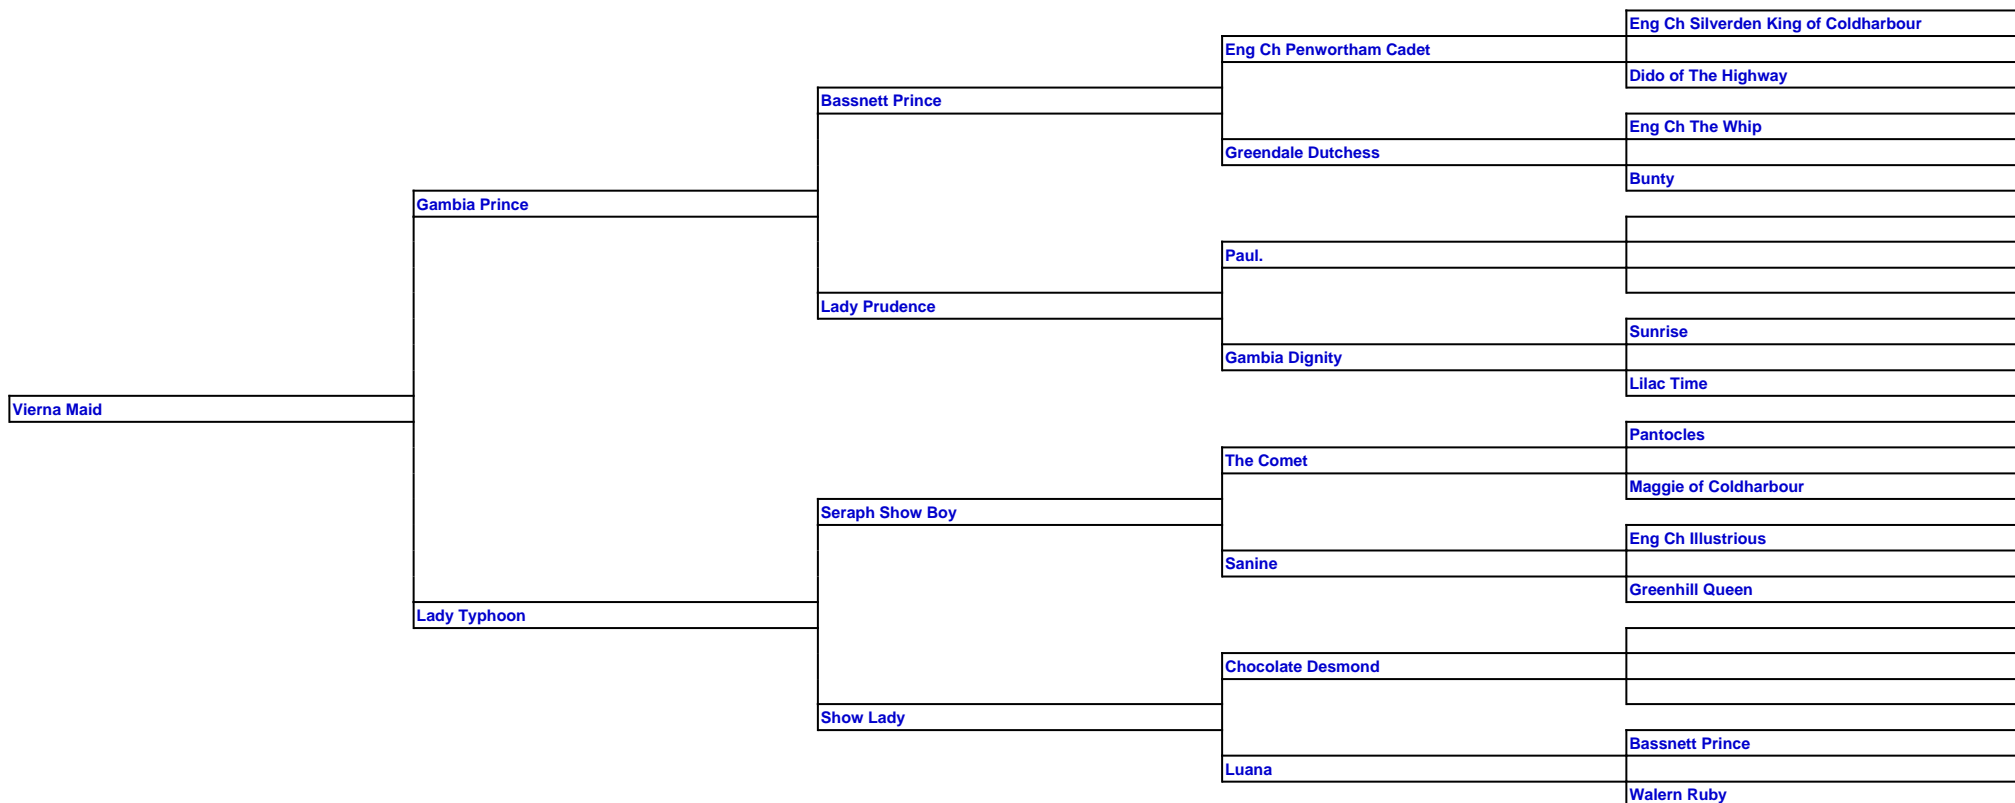 Eng Ch Silverden King of Coldharbour
Eng Ch Penwortham Cadet
Dido of The Highway
Bassnett Prince
Eng Ch The Whip
Greendale Dutchess
Bunty
Gambia Prince
Paul.
Lady Prudence
Sunrise
Gambia Dignity
Lilac Time
Vierna Maid
Pantocles
The Comet
Maggie of Coldharbour
Seraph Show Boy
Eng Ch Illustrious
Sanine
Greenhill Queen
Lady Typhoon
Chocolate Desmond
Show Lady
Bassnett Prince
Luana
Walern Ruby